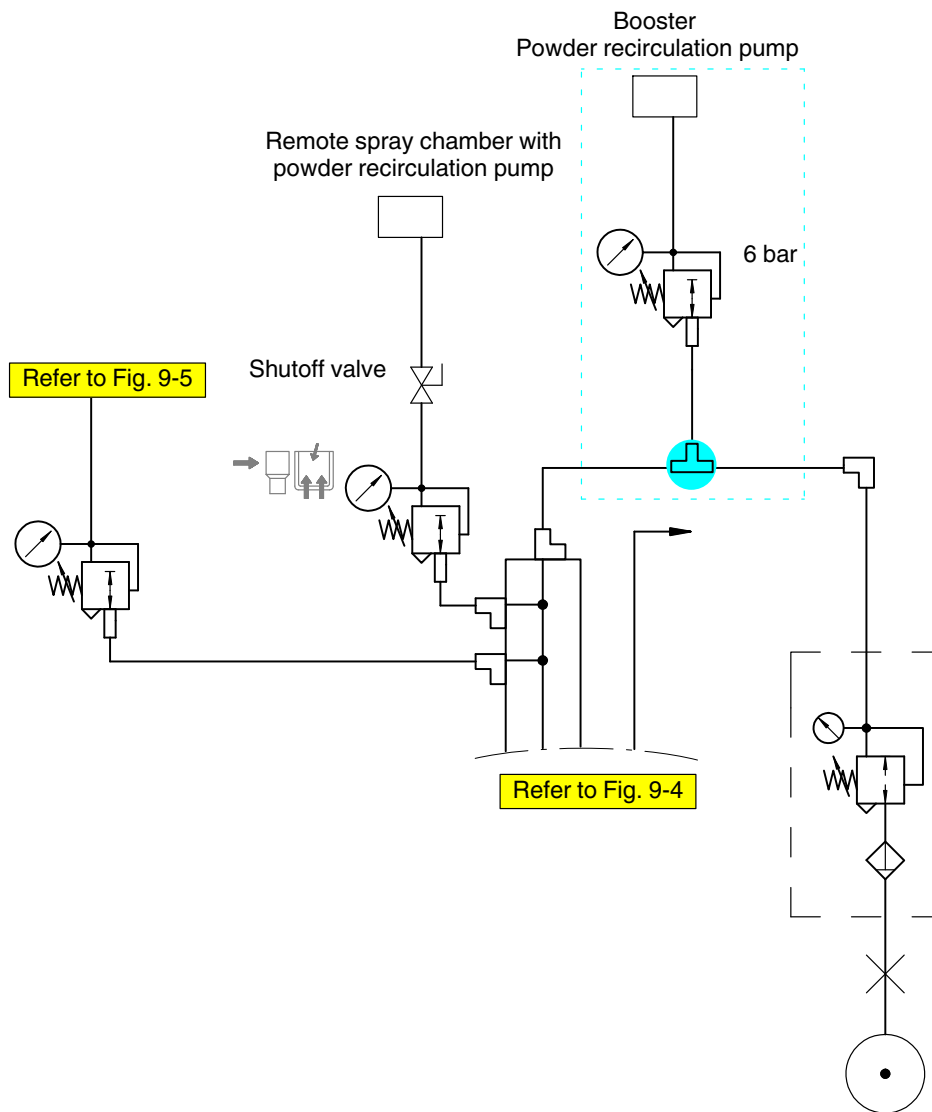 Booster
Powder recirculation pump
Remote spray chamber with
powder recirculation pump
6 bar
Shutoff valve
Refer to Fig. 9-5
Refer to Fig. 9-4